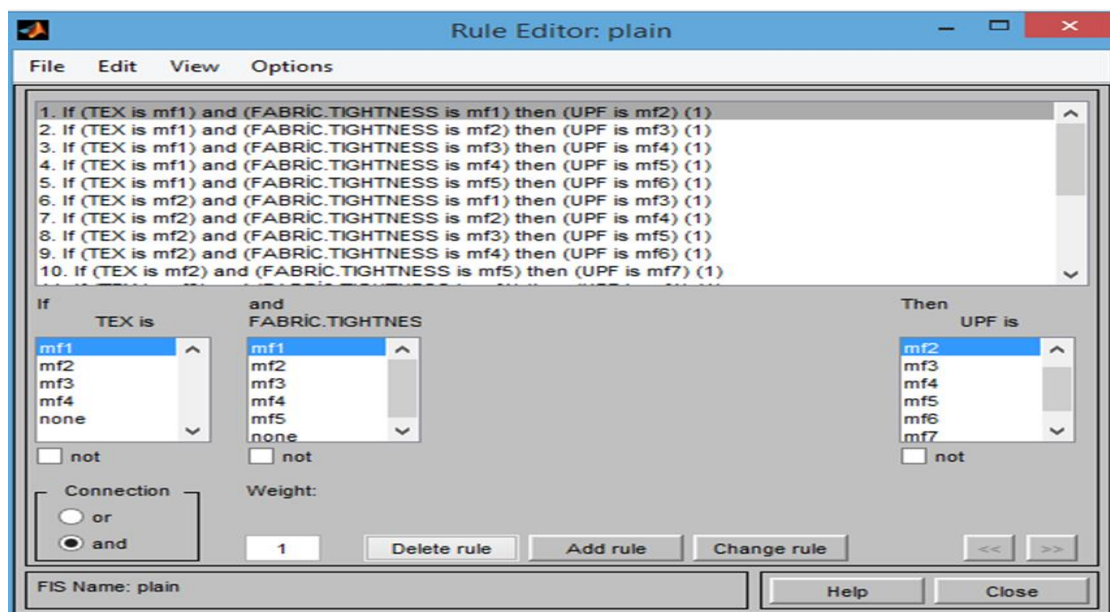 Rule Editor: plain
File Edit View Options
1. If (TEX is mf1) and (FABRİC.TIGHTNESS is mf1) then (UPF is mf2) (1)
2. If (TEX is mf1) and (FABRİC.TIGHTNESS is mf2) then (UPF is mf3) (1)
3. If (TEX is mf1) and (FABRİC.TIGHTNESS is mf3) then (UPF is mf4) (1)
4. If (TEX is mf1) and (FABRİC.TIGHTNESS is mf4) then (UPF is mf5) (1)
5. If (TEX is mf1) and (FABRİC.TIGHTNESS is mf5) then (UPF is mf6) (1)
6. If (TEX is mf2) and (FABRİC.TIGHTNESS is mf1) then (UPF is mf3) (1)
7. If (TEX is mf2) and (FABRİC.TIGHTNESS is mf2) then (UPF is mf4) (1)
8. If (TEX is mf2) and (FABRİC.TIGHTNESS is mf3) then (UPF is mf5) (1)
9. If (TEX is mf2) and (FABRİC.TIGHTNESS is mf4) then (UPF is mf6) (1)
10. If (TEX is mf2) and (FABRİC.TIGHTNESS is mf5) then (UPF is mf7) (1)
If
TEX is
mf1
mf2
mf3
mf4
none
not
and
FABRİC.TIGHTNES
mf1
mf2
mf3
mf4
mf5
none
not
Then
UPF is
mf2
mf3
mf4
mf5
mf6
mf7
not
Connection
or
and
Weight:
1
Delete rule
Add rule
Change rule
<<
>>
FIS Name: plain
Help
Close